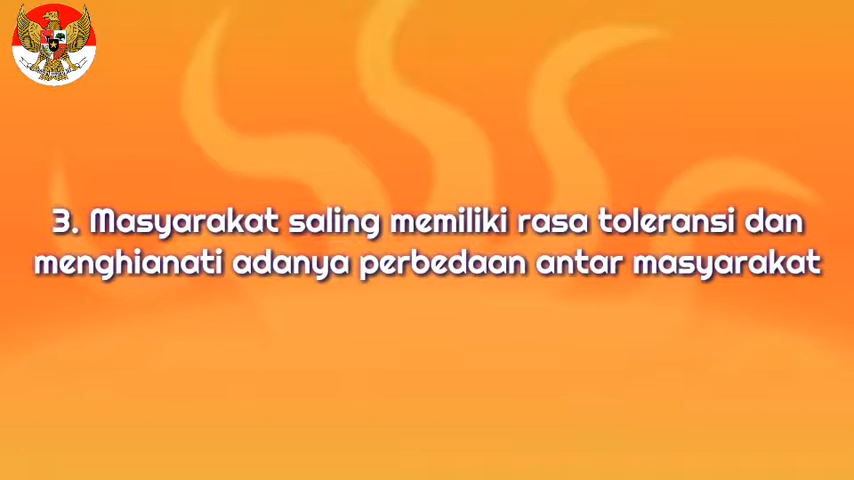 3. Masyarakat saling memiliki rasa toleransi dan
menghianati adanya perbedaan antar masyarakat